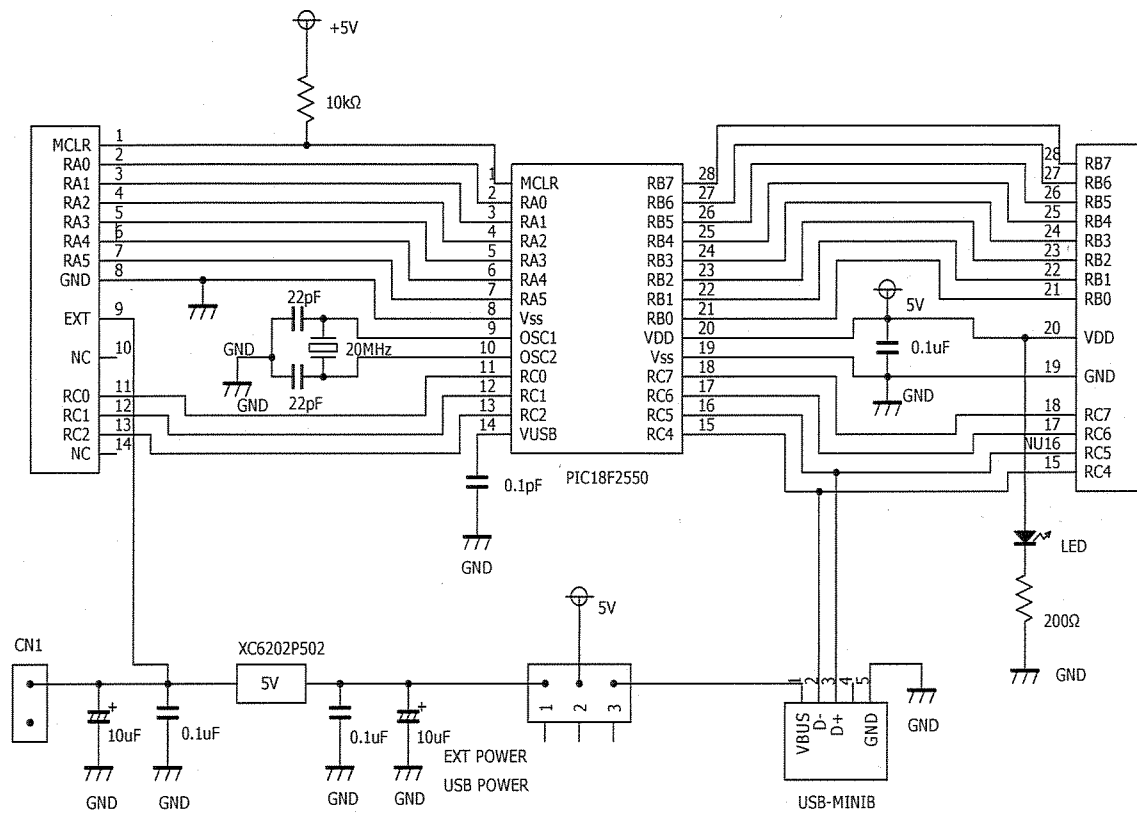 +5V
10kΩ
MCLR 1
RA0 2
RA1 3
RA2 4
RA3 5
RA4 6
RA5 7
GND 8
EXT 9
NC 10
RC0 11
RC1 12
RC2 13
NC 14
22pF
GND
20MHz
GND
22pF
1 MCLR
2 RA0
3 RA1
4 RA2
5 RA3
6 RA4
7 RA5
8 Vss
9 OSC1
10 OSC2
11 RC0
12 RC1
13 RC2
14 VUSB
RB7 28
RB6 27
RB5 26
RB4 25
RB3 24
RB2 23
RB1 22
RB0 21
VDD 20
Vss 19
RC7 18
RC6 17
RC5 16
RC4 15
PIC18F2550
0.1pF
GND
5V
0.1uF
GND
28 RB7
27 RB6
26 RB5
25 RB4
24 RB3
23 RB2
22 RB1
21 RB0
20 VDD
19 GND
18 RC7
17 RC6
NU16 RC5
15 RC4
LED
200Ω
GND
CN1
+
10uF
GND
0.1uF
GND
XC6202P502
5V
0.1uF
GND
+
10uF
GND
5V
1 2 3
EXT POWER
USB POWER
1 2 3 4 5
VBUS D- D+ GND
GND
USB-MINIB